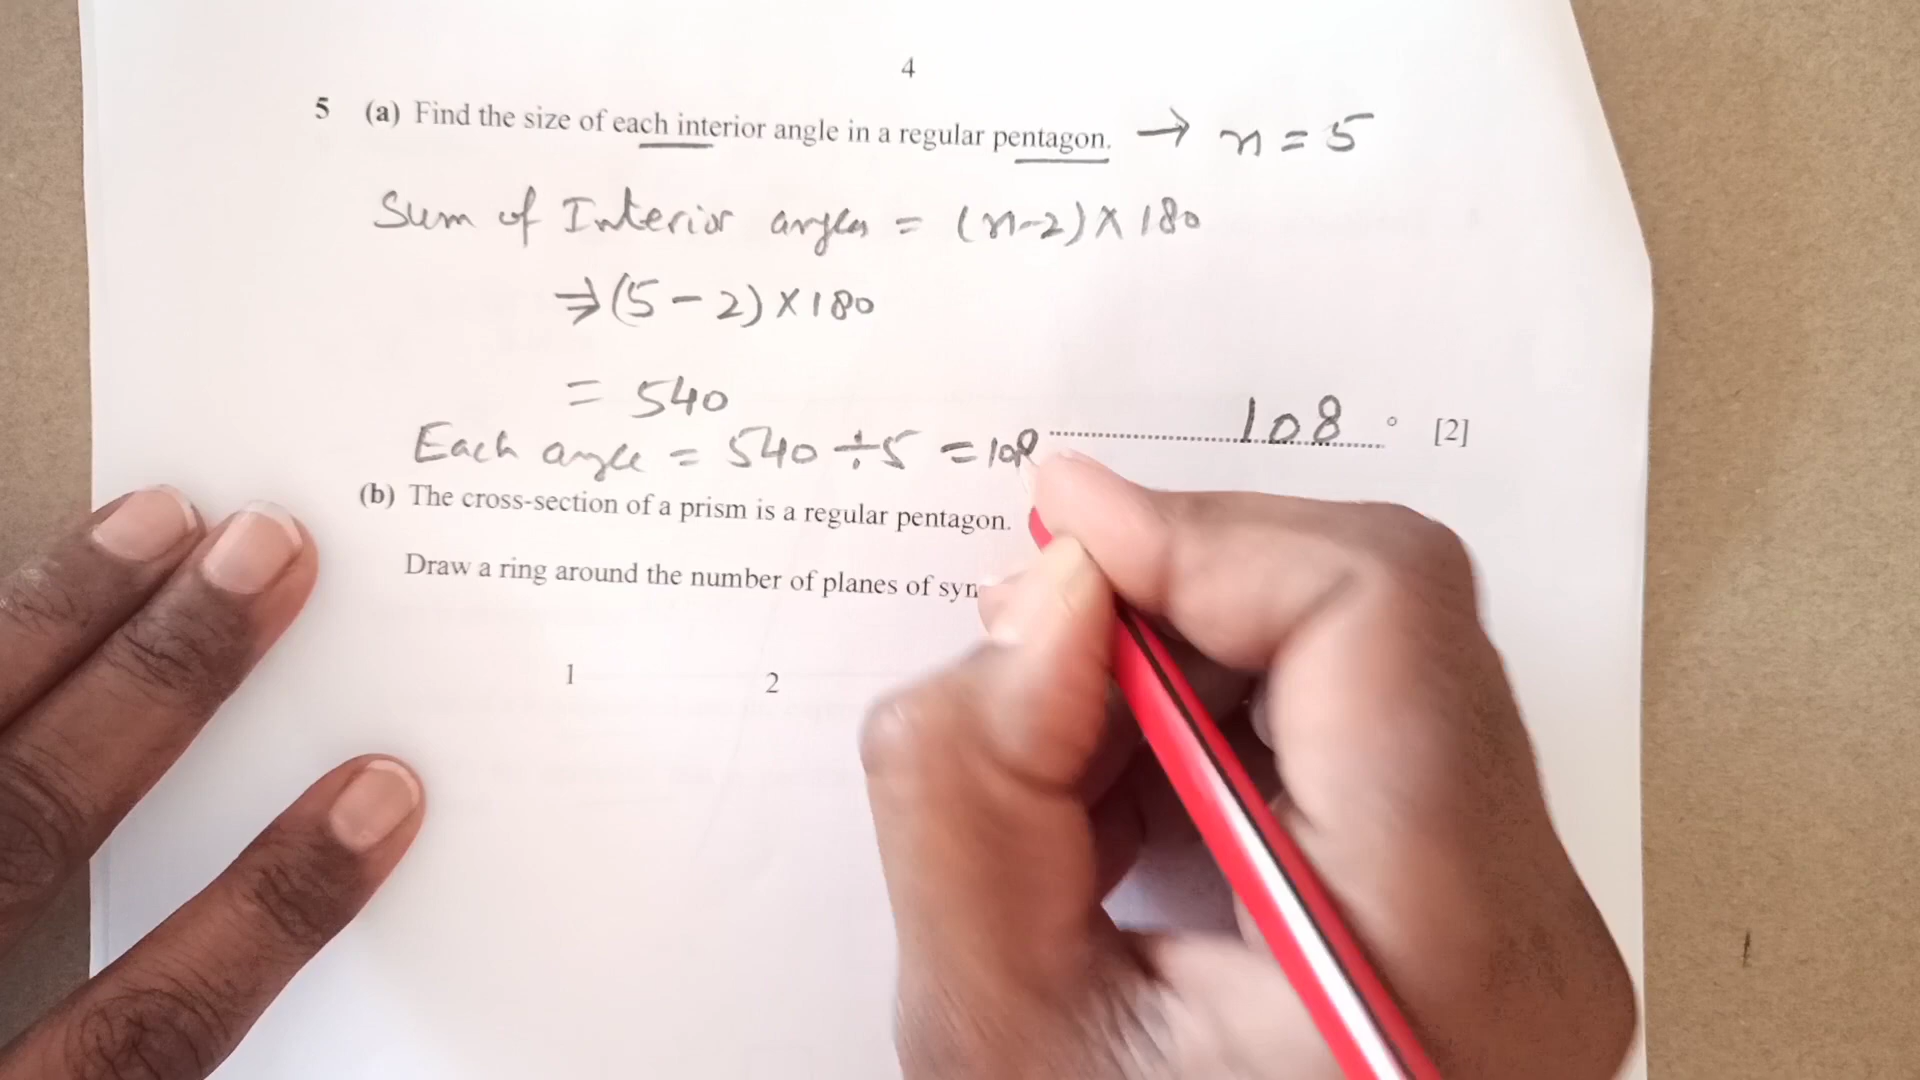 4
5 (a) Find the size of each interior angle in a regular pentagon. → n = 5
Sum of Interior angles = (n-2)×180
⇒(5-2)×180
= 540
108 ° [2]
Each angle = 540÷5 = 108
(b) The cross-section of a prism is a regular pentagon.
Draw a ring around the number of planes of
1 2